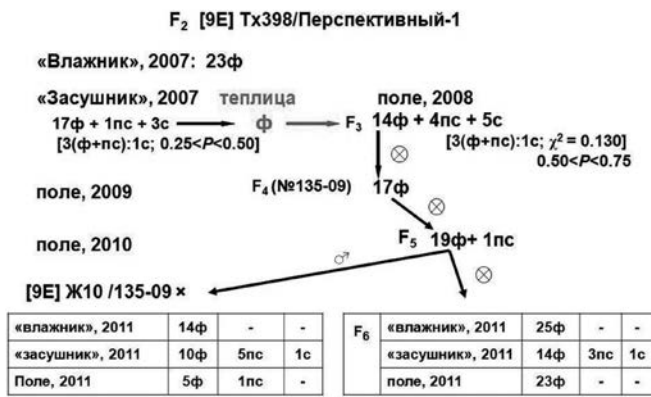 F₂ [9E] Tx398/Перспективный-1
«Влажник», 2007: 23ф
«Засушник», 2007 теплица поле, 2008
17ф + 1пс + 3с ф F₃ 14ф + 4пс + 5с
[3(ф+пс):1с; 0.25<P<0.50] [3(ф+пс):1с; χ² = 0.130]
0.50<P<0.75
поле, 2009 F₄ (№135-09) 17ф
поле, 2010 F₅ 19ф+ 1пс
♂
[9E] Ж10 /135-09 ×
«влажник», 2011 14ф - -
«засушник», 2011 10ф 5пс 1с
Поле, 2011 5ф 1пс -
F₆
«влажник», 2011 25ф - -
«засушник», 2011 14ф 3пс 1с
поле, 2011 23ф - -